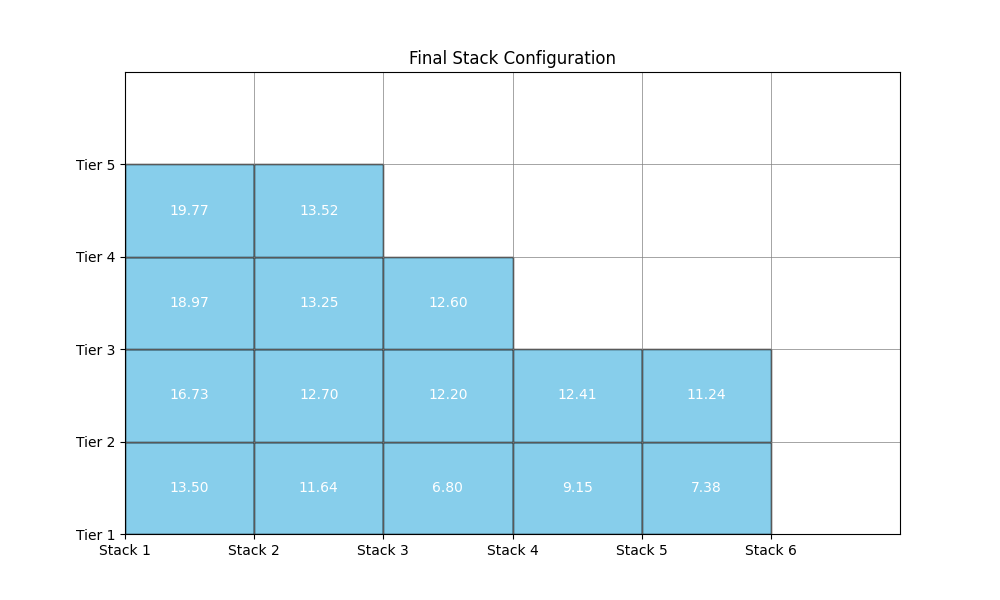 Final Stack Configuration
Tier 5
19.77 13.52
Tier 4
18.97 13.25 12.60
Tier 3
16.73 12.70 12.20 12.41 11.24
Tier 2
13.50 11.64 6.80 9.15 7.38
Tier 1
Stack 1 Stack 2 Stack 3 Stack 4 Stack 5 Stack 6